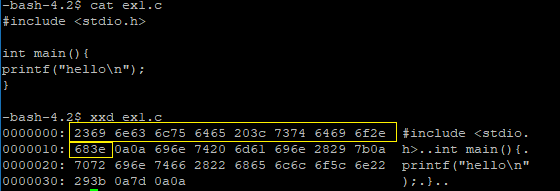 -bash-4.2$ cat ex1.c
#include <stdio.h>
int main(){
printf("hello\n");
}
-bash-4.2$ xxd ex1.c
0000000: 2369 6e63 6c75 6465 203c 7374 6469 6f2e #include <stdio.
0000010: 683e 0a0a 696e 7420 6d61 696e 2829 7b0a h>..int main(){.
0000020: 7072 696e 7466 2822 6865 6c6c 6f5c 6e22 printf("hello\n"
0000030: 293b 0a7d 0a0a );.}..